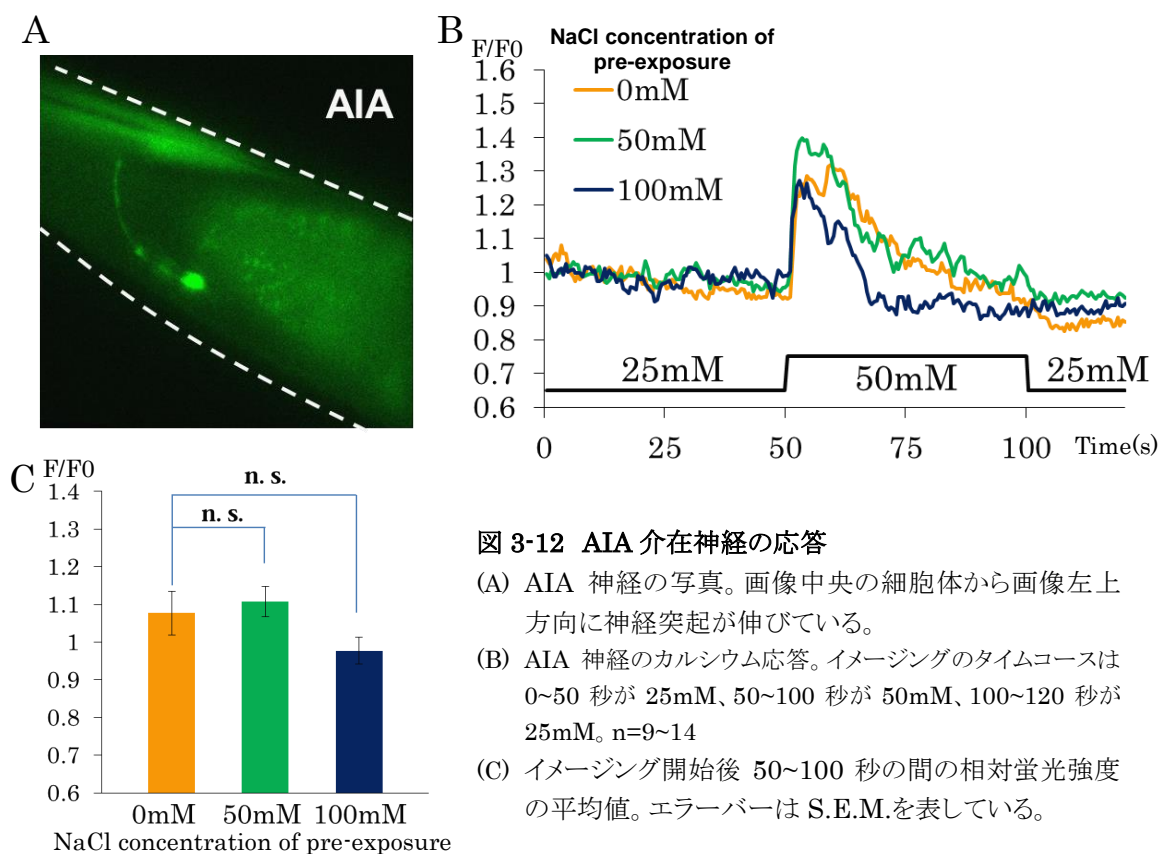 A
AIA
B
F/F0
NaCl concentration of
pre-exposure
0mM
50mM
100mM
1.6
1.5
1.4
1.3
1.2
1.1
1
0.9
0.8
0.7
0.6
25mM
50mM
25mM
0
25
50
75
100
Time(s)
C
F/F0
n. s.
n. s.
1.4
1.3
1.2
1.1
1
0.9
0.8
0.7
0.6
0mM
50mM
100mM
NaCl concentration of pre-exposure
図 3-12 AIA 介在神経の応答
(A) AIA 神経の写真。画像中央の細胞体から画像左上
方向に神経突起が伸びている。
(B) AIA 神経のカルシウム応答。イメージングのタイムコースは
0~50 秒が 25mM、50~100 秒が 50mM、100~120 秒が
25mM。n=9~14
(C) イメージング開始後 50~100 秒の間の相対蛍光強度
の平均値。エラーバーは S.E.M.を表している。